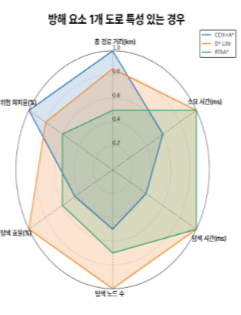 방해 요소 1개 도로 특성 있는 경우
총 경로 거리(km)
D* Lite
1.0
0.8
0.6
0.4
0.2
위험 회피율(%)
소요 시간(ms)
탐색 효율(%)
탐색 시간(ms)
탐색 노드 수